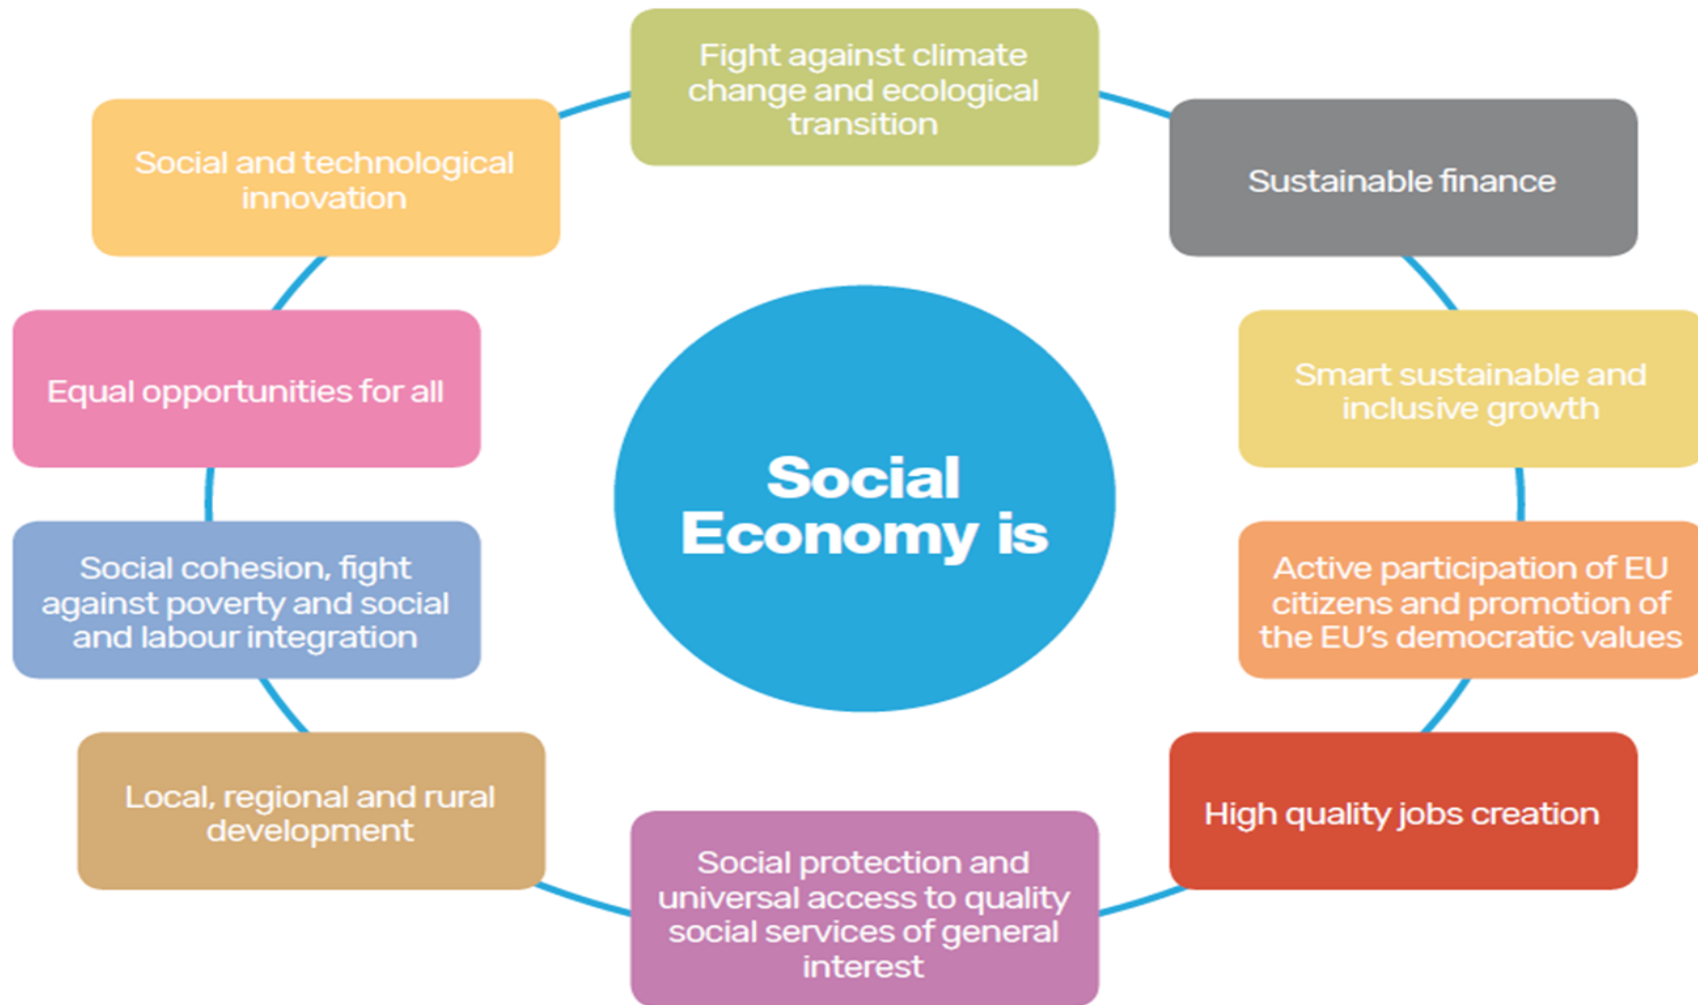 Fight against climate
change and ecological
transition
Social and technological
innovation
Sustainable finance
Equal opportunities for all
Smart sustainable and
inclusive growth
Social
Economy is
Social cohesion, fight
against poverty and social
and labour integration
Active participation of EU
citizens and promotion of
the EU’s democratic values
Local, regional and rural
development
High quality jobs creation
Social protection and
universal access to quality
social services of general
interest